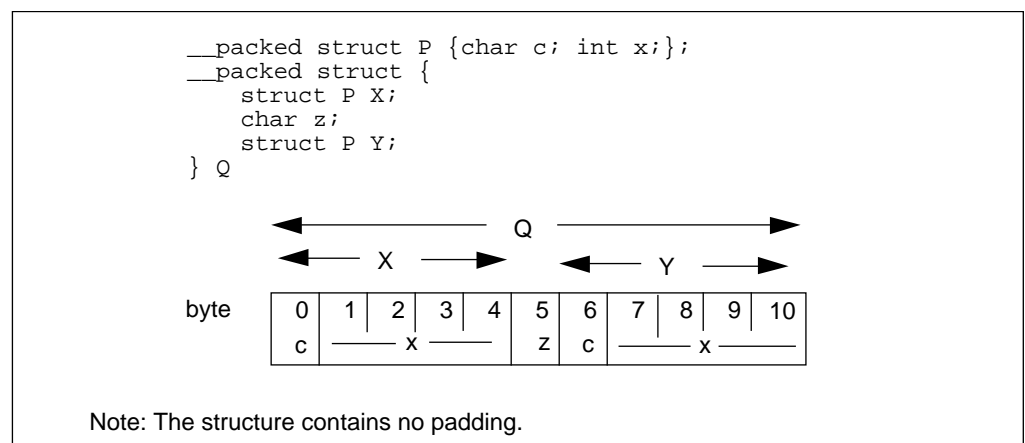 __packed struct P {char c; int x;};
__packed struct {
    struct P X;
    char z;
    struct P Y;
} Q
Q
X Y
byte 0 1 2 3 4 5 6 7 8 9 10
c x z c x
Note: The structure contains no padding.